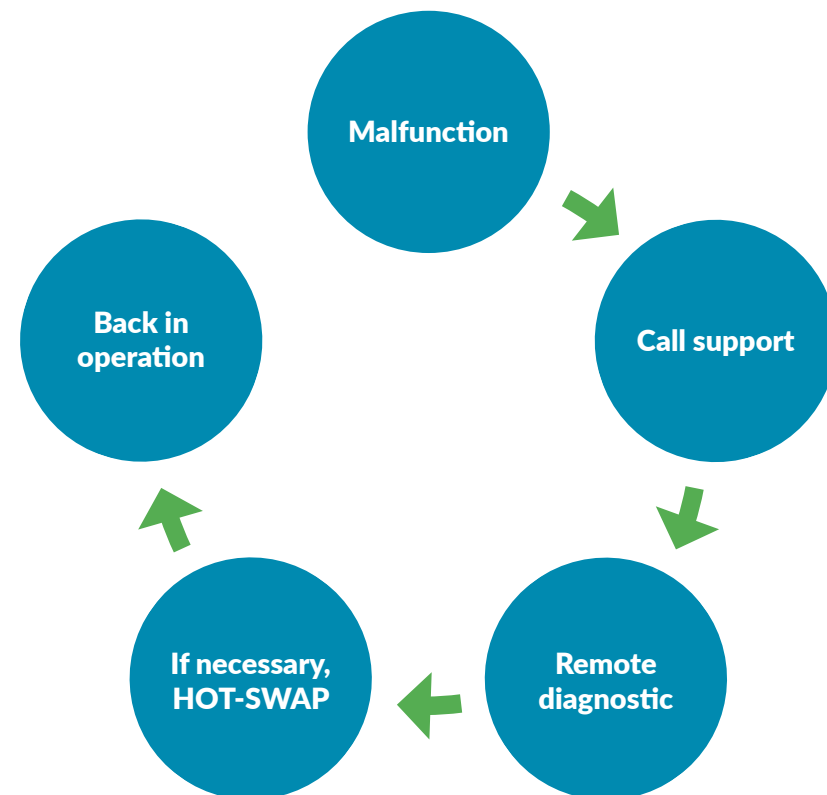 Malfunction
Call support
Remote
diagnostic
If necessary,
HOT-SWAP
Back in
operation